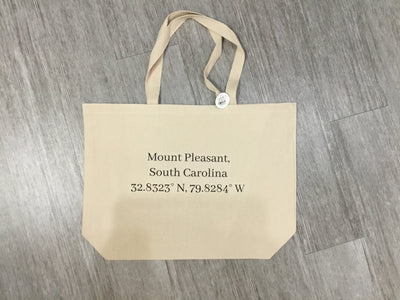 Mount Pleasant,
South Carolina
32.8323° N, 79.8284° W